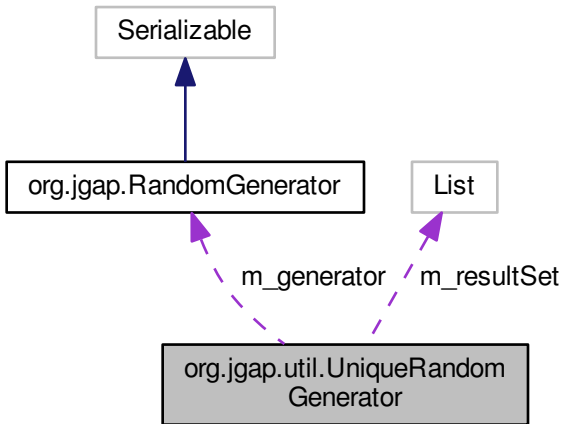 Serializable
org.jgap.RandomGenerator
List
m_generator
m_resultSet
org.jgap.util.UniqueRandom
Generator